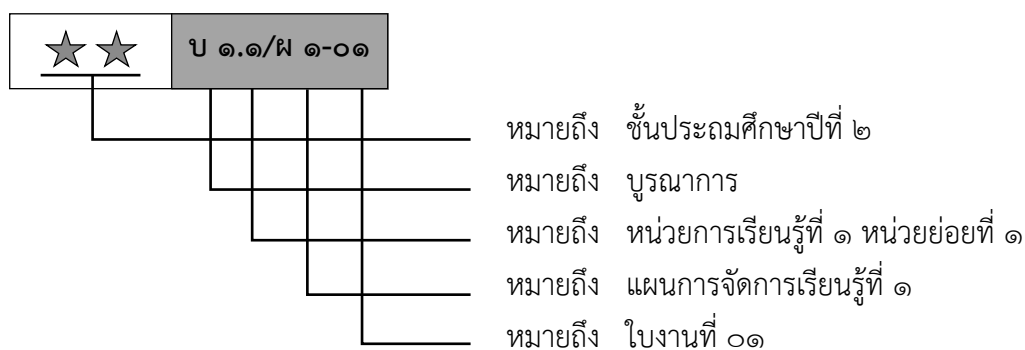 บ ๑.๑/ผ ๑-๐๑
หมายถึง ชั้นประถมศึกษาปีที่ ๒
หมายถึง บูรณาการ
หมายถึง หน่วยการเรียนรู้ที่ ๑ หน่วยย่อยที่ ๑
หมายถึง แผนการจัดการเรียนรู้ที่ ๑
หมายถึง ใบงานที่ ๐๑